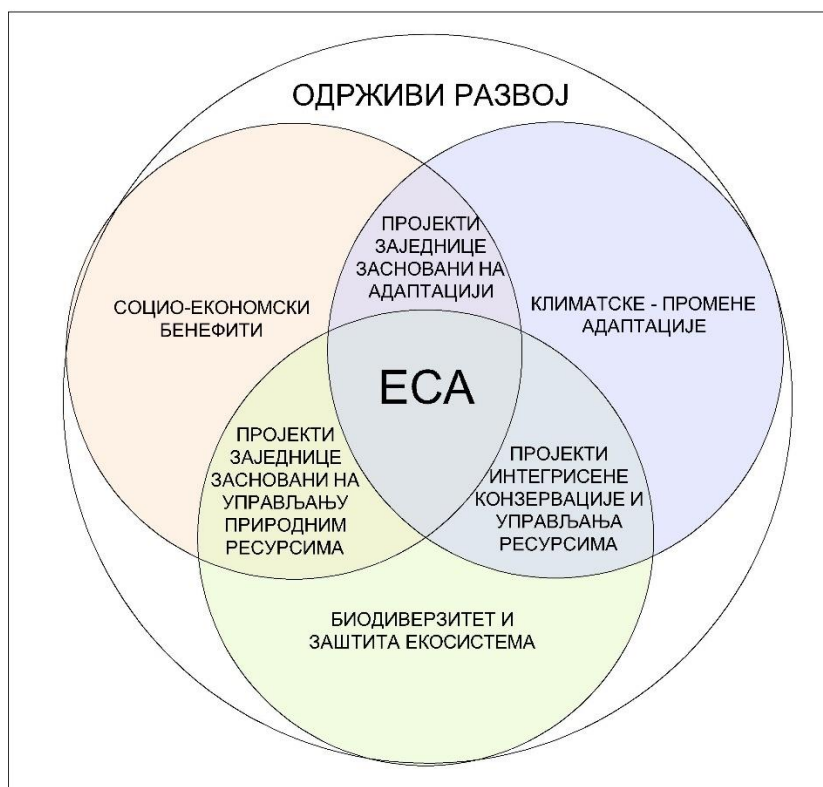 ОДРЖИВИ РАЗВОЈ
ПРОЈЕКТИ
ЗАЈЕДНИЦЕ
ЗАСНОВАНИ НА
АДАПТАЦИЈИ
СОЦИО-ЕКОНОМСКИ
БЕНЕФИТИ
КЛИМАТСКЕ - ПРОМЕНЕ
АДАПТАЦИЈЕ
ЕСА
ПРОЈЕКТИ
ЗАЈЕДНИЦЕ
ЗАСНОВАНИ НА
УПРАВЉАЊУ
ПРИРОДНИМ
РЕСУРСИМА
ПРОЈЕКТИ
ИНТЕГРИСЕНЕ
КОНЗЕРВАЦИЈЕ И
УПРАВЉАЊА
РЕСУРСИМА
БИОДИВЕРЗИТЕТ И
ЗАШТИТА ЕКОСИСТЕМА